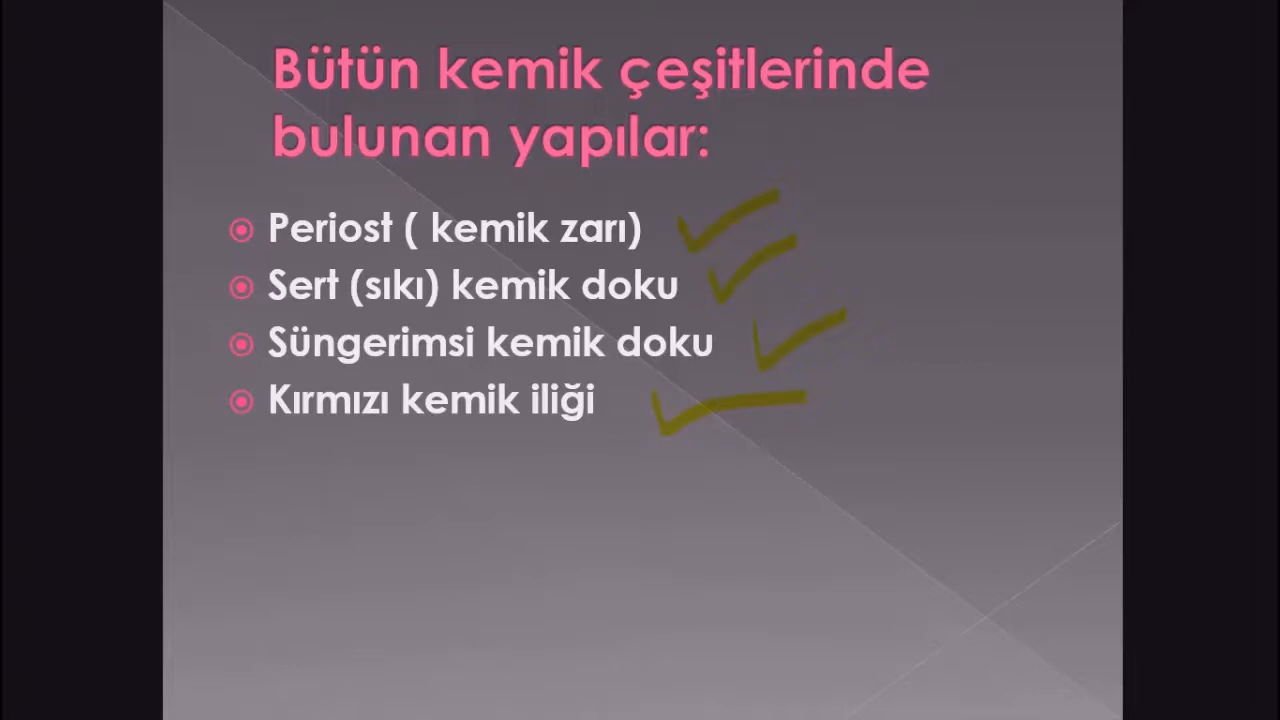 Bütün kemik çeşitlerinde
bulunan yapılar:
Periost ( kemik zarı)
Sert (sıkı) kemik doku
Süngerimsi kemik doku
Kırmızı kemik iliği